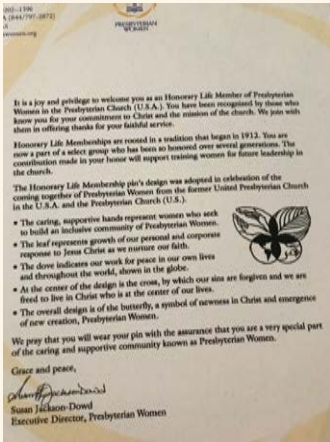 (844/797-2872)
PRESBYTERIAN
WOMEN
It is a joy and privilege to welcome you as an Honorary Life Member of Presbyterian
Women in the Presbyterian Church (U.S.A.). You have been recognized by those who
know you for your commitment to Christ and the mission of the church. We join with
them in offering thanks for your faithful service.
Honorary Life Memberships are rooted in a tradition that began in 1912. You are
now a part of a select group who has been so honored over several generations. The
contribution made in your honor will support training women for future leadership in
the church.
The Honorary Life Membership pin's design was adopted in celebration of the
coming together of Presbyterian Women from the former United Presbyterian Church
in the U.S.A. and the Presbyterian Church (U.S.).
• The caring, supportive hands represent women who seek
to build an inclusive community of Presbyterian Women.
• The leaf represents growth of our personal and corporate
response to Jesus Christ as we nurture our faith.
• The dove indicates our work for peace in our own lives
and throughout the world, shown in the globe.
• At the center of the design is the cross, by which our sins are forgiven and we are
freed to live in Christ who is at the center of our lives.
• The overall design is of the butterfly, a symbol of newness in Christ and emergence
of new creation, Presbyterian Women.
We pray that you will wear your pin with the assurance that you are a very special part
of the caring and supportive community known as Presbyterian Women.
Grace and peace,
Susan Jackson-Dowd
Susan Jackson-Dowd
Executive Director, Presbyterian Women